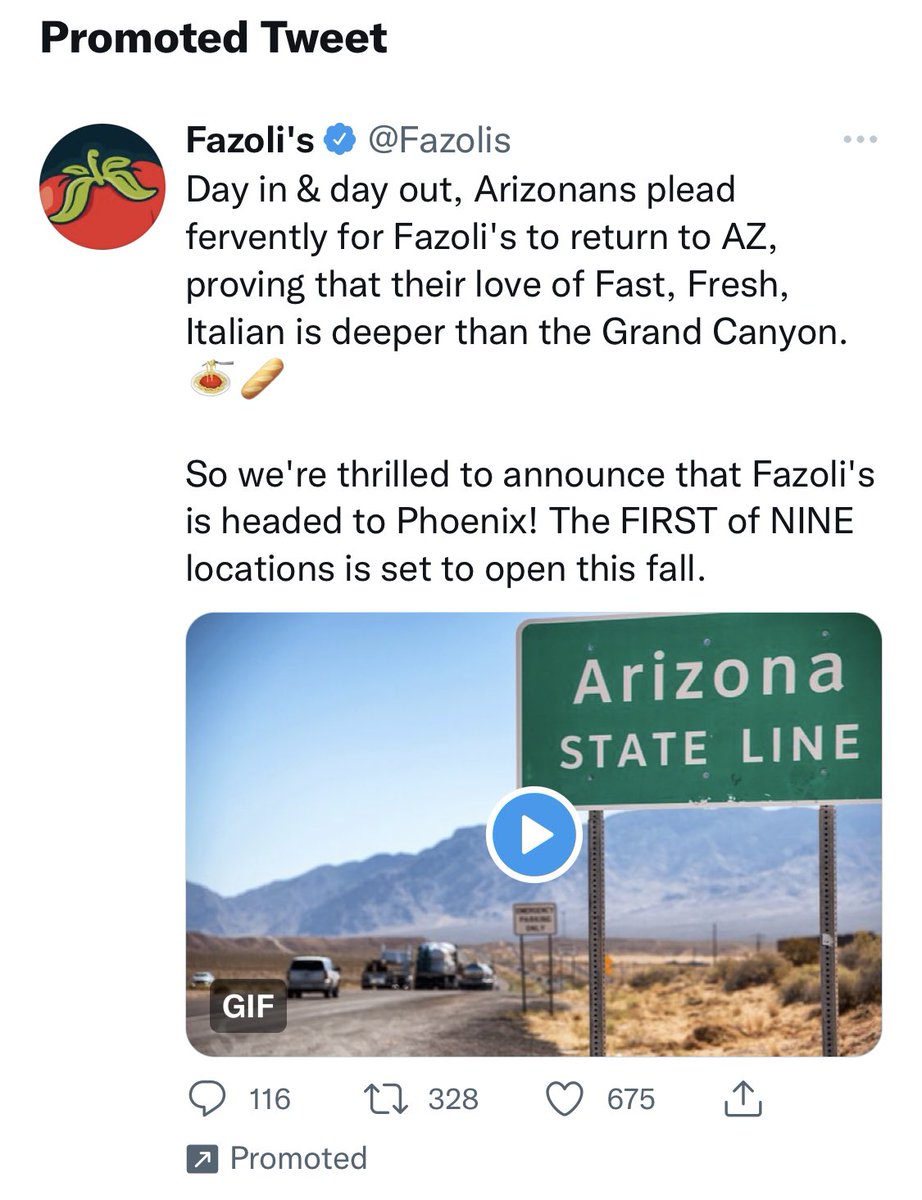 Promoted Tweet
Fazoli's @Fazolis
Day in & day out, Arizonans plead
fervently for Fazoli's to return to AZ,
proving that their love of Fast, Fresh,
Italian is deeper than the Grand Canyon.
🍝🥖
So we're thrilled to announce that Fazoli's
is headed to Phoenix! The FIRST of NINE
locations is set to open this fall.
Arizona
STATE LINE
EMERGENCY
PARKING
ONLY
GIF
116 328 675
Promoted